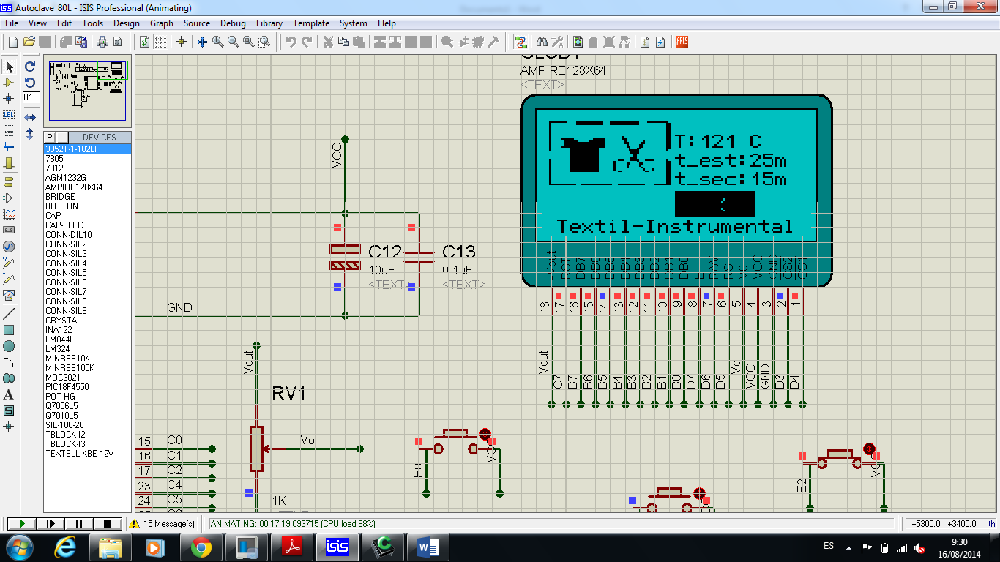 Autoclave_80L - ISIS Professional (Animating)
File View Edit Tools Design Graph Source Debug Library Template System Help
0°
P L DEVICES
3352T-1-102LF
7805
7812
AGM1232G
AMPIRE128X64
BRIDGE
BUTTON
CAP
CAP-ELEC
CONN-DIL10
CONN-SIL2
CONN-SIL3
CONN-SIL4
CONN-SIL5
CONN-SIL6
CONN-SIL7
CONN-SIL8
CONN-SIL9
CRYSTAL
INA122
LM044L
LM324
MINRES10K
MINRES100K
MOC3021
PIC18F4550
POT-HG
Q7006L5
Q7010L5
SIL-100-20
TBLOCK-I2
TBLOCK-I3
TEXTELL-KBE-12V
AMPIRE128X64
<TEXT>
T: 121 C
t_est: 25m
t_sec: 15m
Textil-Instrumental
VCC
C12
10uF
<TEXT>
C13
0.1uF
<TEXT>
GND
Vout RST DB7 DB6 DB5 DB4 DB3 DB2 DB1 DB0 E R/W RS V0 VCC GND CS2 CS1
18 17 16 15 14 13 12 11 10 9 8 7 6 5 4 3 2 1
Vout C7 B7 B6 B5 B4 B3 B2 B1 B0 D7 D6 D5 Vo VCC GND D3 D4
Vout
RV1
Vo
1K
15 C0
16 C1
17 C2
23 C4
24 C5
E0
E2
15 Message(s)
ANIMATING: 00:17:19.093715 (CPU load 68%)
+5300.0 +3400.0 th
ES
9:30
16/08/2014